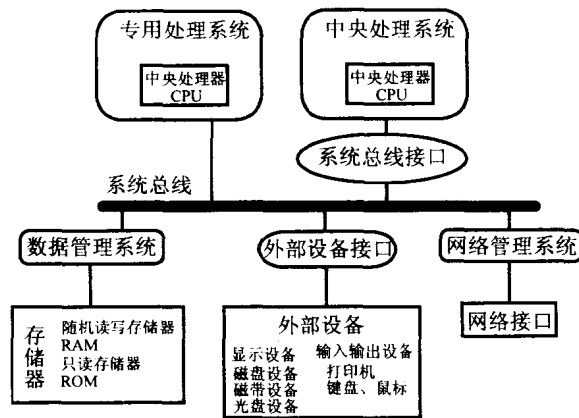 专用处理系统
中央处理器
CPU
中央处理系统
中央处理器
CPU
系统总线接口
系统总线
数据管理系统
外部设备接口
网络管理系统
存储器
随机读写存储器
RAM
只读存储器
ROM
外部设备
显示设备 输入输出设备
磁盘设备 打印机
磁带设备 键盘、鼠标
光盘设备
网络接口